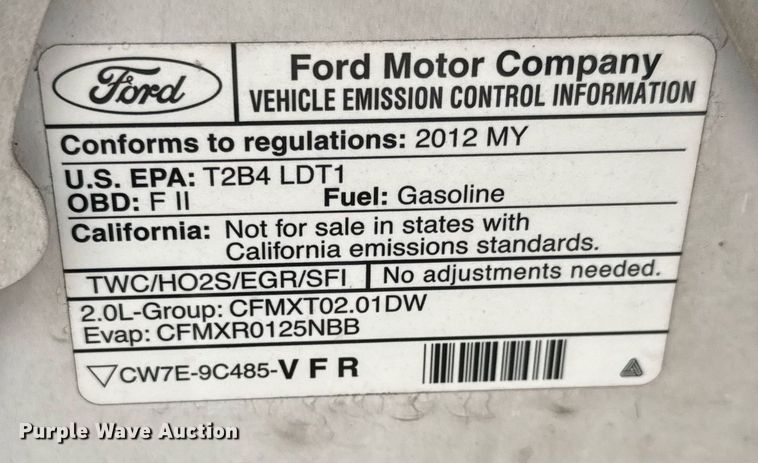 Ford
Ford Motor Company
VEHICLE EMISSION CONTROL INFORMATION
Conforms to regulations: 2012 MY
U.S. EPA: T2B4 LDT1
OBD: F II Fuel: Gasoline
California: Not for sale in states with
California emissions standards.
TWC/HO2S/EGR/SFI No adjustments needed.
2.0L-Group: CFMXT02.01DW
Evap: CFMXR0125NBB
CW7E-9C485-V F R
Purple Wave Auction